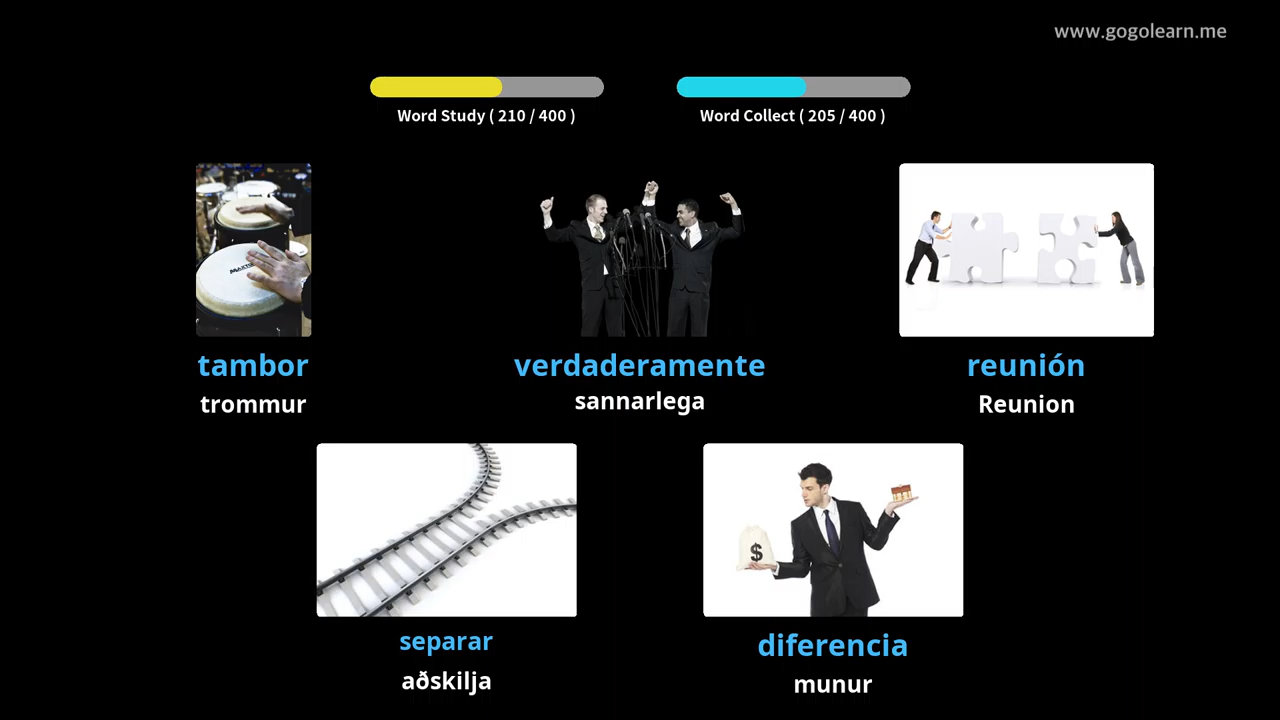 www.gogolearn.me
Word Study ( 210 / 400 )
Word Collect ( 205 / 400 )
tambor
trommur
verdaderamente
sannarlega
reunión
Reunion
$
separar
aðskilja
diferencia
munur